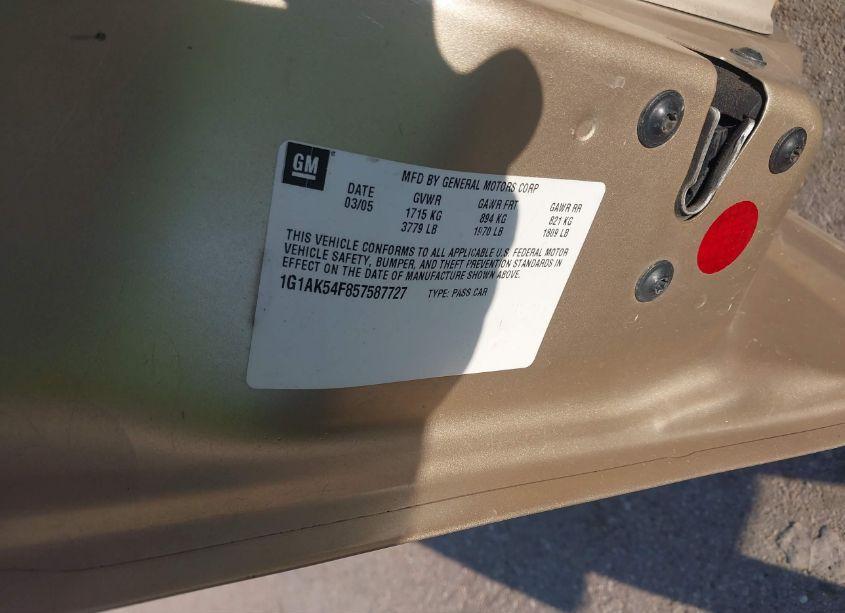 GM
MFD BY GENERAL MOTORS CORP
DATE GVWR GAWR FRT GAWR RR
03/05 1715 KG 894 KG 821 KG
3779 LB 1970 LB 1809 LB
THIS VEHICLE CONFORMS TO ALL APPLICABLE U.S. FEDERAL MOTOR
VEHICLE SAFETY, BUMPER, AND THEFT PREVENTION STANDARDS IN
EFFECT ON THE DATE OF MANUFACTURE SHOWN ABOVE.
1G1AK54F857587727 TYPE: PASS CAR